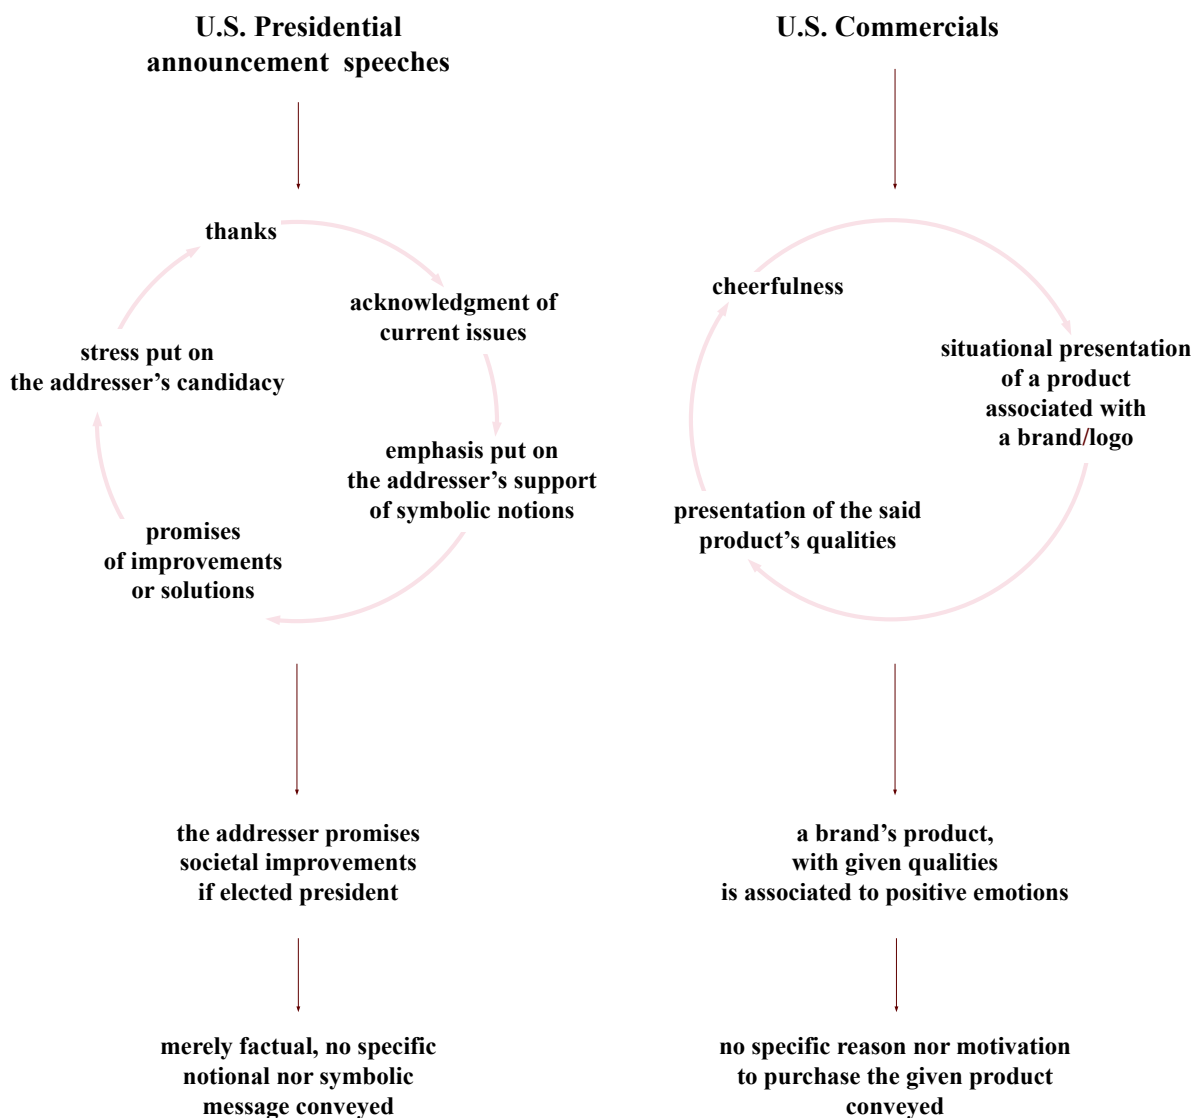 U.S. Presidential
announcement speeches
thanks
acknowledgment of
current issues
emphasis put on
the addresser’s support
of symbolic notions
promises
of improvements
or solutions
stress put on
the addresser’s candidacy
the addresser promises
societal improvements
if elected president
merely factual, no specific
notional nor symbolic
message conveyed
U.S. Commercials
cheerfulness
situational presentation
of a product
associated with
a brand/logo
presentation of the said
product’s qualities
a brand’s product,
with given qualities
is associated to positive emotions
no specific reason nor motivation
to purchase the given product
conveyed